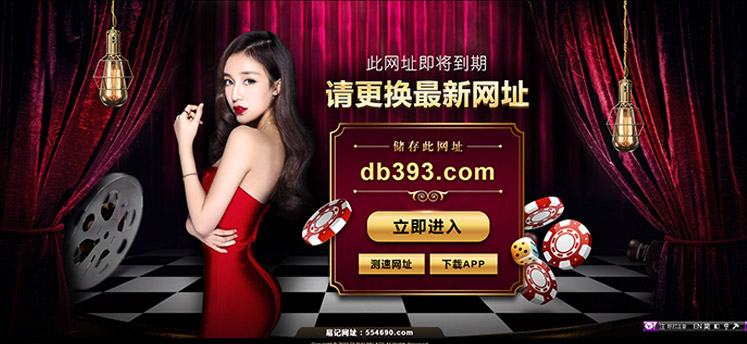 此网址即将到期
请更换最新网址
储存此网址
db393.com
立即进入
测速网址
下载APP
易记网址：554690.com
EN 简